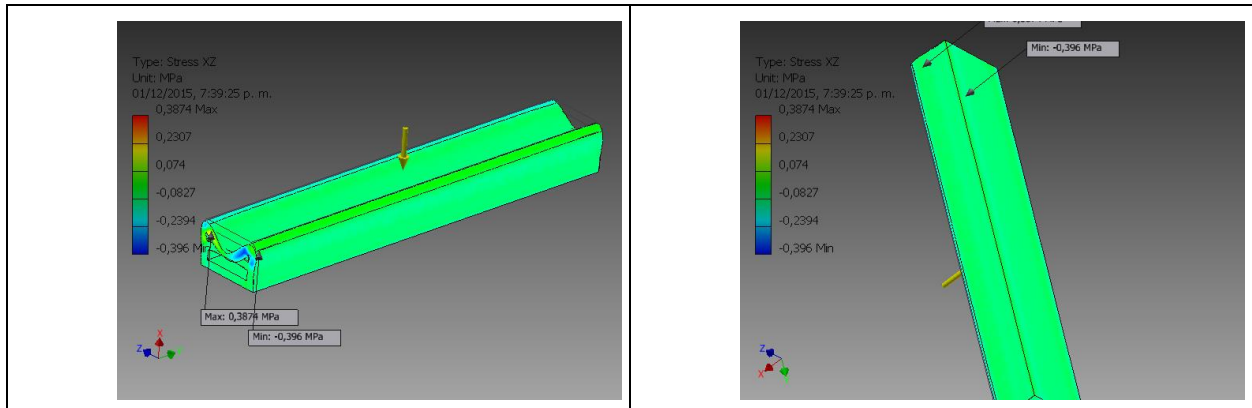 Type: Stress XZ
Unit: MPa
01/12/2015, 7:39:25 p. m.
0,3874 Max
0,2307
0,074
-0,0827
-0,2394
-0,396 Min
Max: 0,3874 MPa
Min: -0,396 MPa
X
Z
Min: -0,396 MPa
Type: Stress XZ
Unit: MPa
01/12/2015, 7:39:25 p. m.
0,3874 Max
0,2307
0,074
-0,0827
-0,2394
-0,396 Min
Z
X